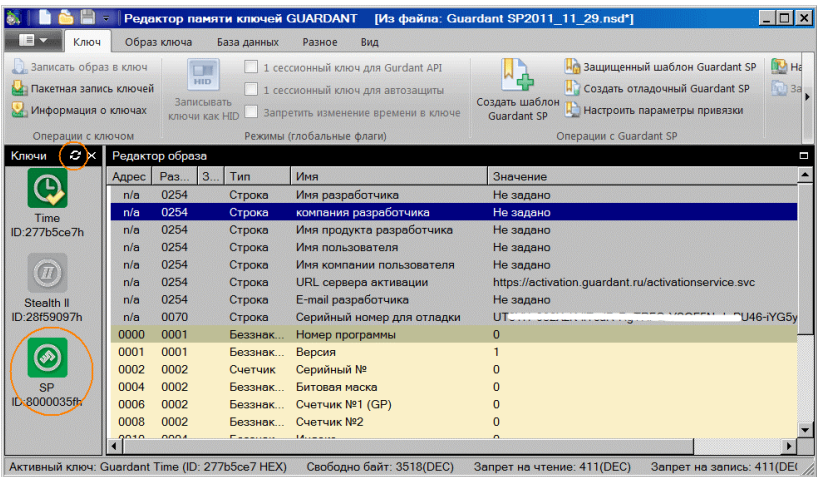 Редактор памяти ключей GUARDANT [Из файла: Guardant SP2011_11_29.nsd*]
Ключ Образ ключа База данных Разное Вид
Записать образ в ключ
Пакетная запись ключей
Информация о ключах
Операции с ключом
HID
Записывать ключи как HID
1 сессионный ключ для Gurdant API
1 сессионный ключ для автозащиты
Запретить изменение времени в ключе
Режимы (глобальные флаги)
Создать шаблон Guardant SP
Защищенный шаблон Guardant SP
Создать отладочный Guardant SP
Настроить параметры привязки
Операции с Guardant SP
На
За
Ключи
Time
ID:277b5ce7h
Stealth II
ID:28f59097h
SP
ID:8000035fh
Редактор образа
Адрес Раз... З... Тип Имя Значение
n/a 0254 Строка Имя разработчика Не задано
n/a 0254 Строка компания разработчика Не задано
n/a 0254 Строка Имя продукта разработчика Не задано
n/a 0254 Строка Имя пользователя Не задано
n/a 0254 Строка Имя компании пользователя Не задано
n/a 0254 Строка URL сервера активации https://activation.guardant.ru/activationservice.svc
n/a 0254 Строка E-mail разработчика Не задано
n/a 0070 Строка Серийный номер для отладки
0000 0001 Беззнак... Номер программы 0
0001 0001 Беззнак... Версия 1
0002 0002 Счетчик Серийный № 0
0004 0002 Беззнак... Битовая маска 0
0006 0002 Беззнак... Счетчик №1 (GP) 0
0008 0002 Беззнак... Счетчик №2 0
Активный ключ: Guardant Time (ID: 277b5ce7 HEX) Свободно байт: 3518(DEC) Запрет на чтение: 411(DEC) Запрет на запись: 411(DE